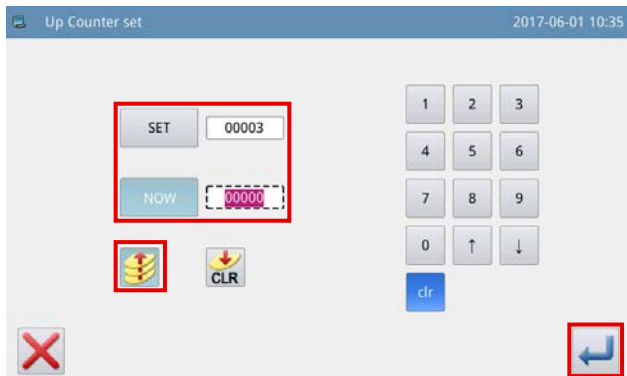 Up Counter set 2017-06-01 10:35
SET 00003
NOW 00000
CLR
1 2 3
4 5 6
7 8 9
0 ↑ ↓
clr